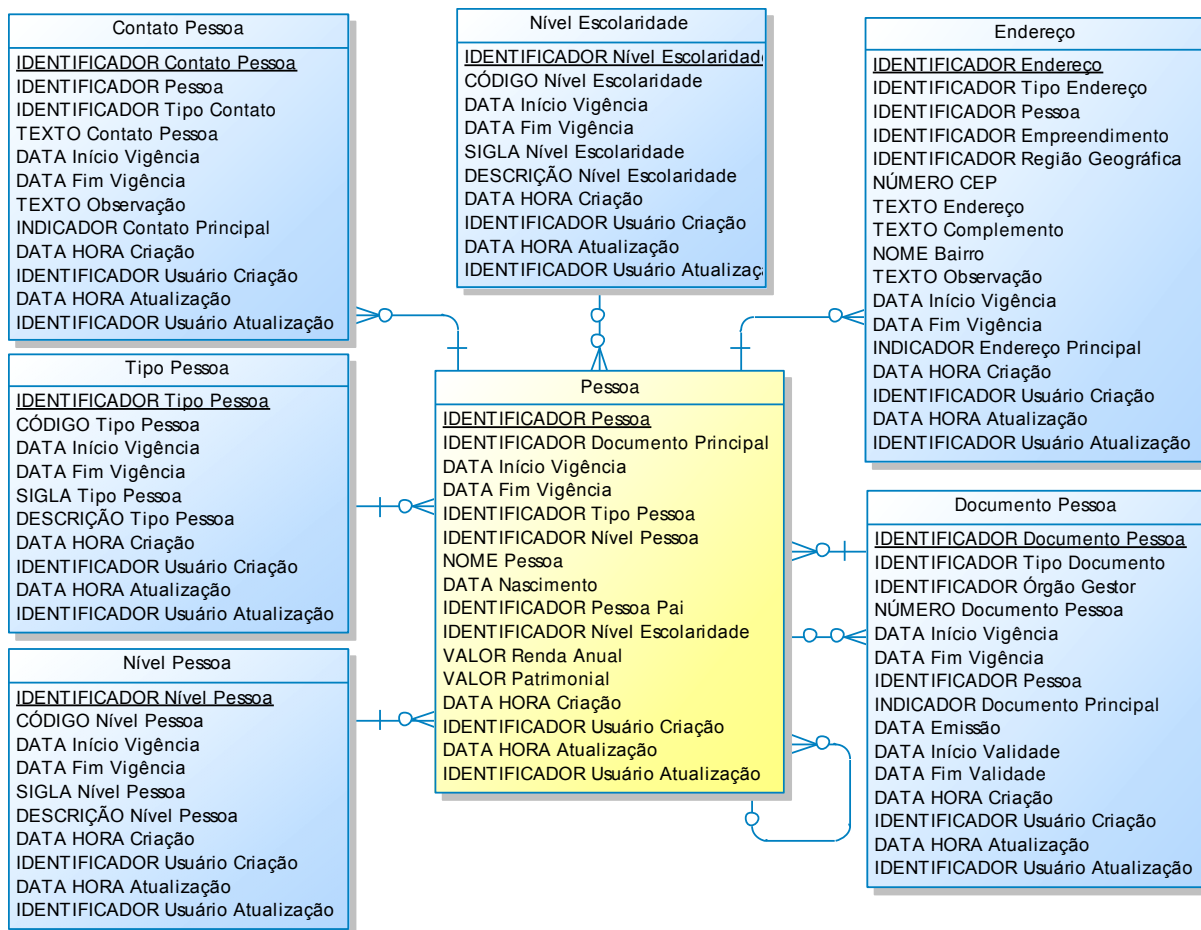 Contato Pessoa
IDENTIFICADOR Contato Pessoa
IDENTIFICADOR Pessoa
IDENTIFICADOR Tipo Contato
TEXTO Contato Pessoa
DATA Início Vigência
DATA Fim Vigência
TEXTO Observação
INDICADOR Contato Principal
DATA HORA Criação
IDENTIFICADOR Usuário Criação
DATA HORA Atualização
IDENTIFICADOR Usuário Atualização
Nível Escolaridade
IDENTIFICADOR Nível Escolaridade
CÓDIGO Nível Escolaridade
DATA Início Vigência
DATA Fim Vigência
SIGLA Nível Escolaridade
DESCRIÇÃO Nível Escolaridade
DATA HORA Criação
IDENTIFICADOR Usuário Criação
DATA HORA Atualização
IDENTIFICADOR Usuário Atualizaç
Endereço
IDENTIFICADOR Endereço
IDENTIFICADOR Tipo Endereço
IDENTIFICADOR Pessoa
IDENTIFICADOR Empreendimento
IDENTIFICADOR Região Geográfica
NÚMERO CEP
TEXTO Endereço
TEXTO Complemento
NOME Bairro
TEXTO Observação
DATA Início Vigência
DATA Fim Vigência
INDICADOR Endereço Principal
DATA HORA Criação
IDENTIFICADOR Usuário Criação
DATA HORA Atualização
IDENTIFICADOR Usuário Atualização
Tipo Pessoa
IDENTIFICADOR Tipo Pessoa
CÓDIGO Tipo Pessoa
DATA Início Vigência
DATA Fim Vigência
SIGLA Tipo Pessoa
DESCRIÇÃO Tipo Pessoa
DATA HORA Criação
IDENTIFICADOR Usuário Criação
DATA HORA Atualização
IDENTIFICADOR Usuário Atualização
Pessoa
IDENTIFICADOR Pessoa
IDENTIFICADOR Documento Principal
DATA Início Vigência
DATA Fim Vigência
IDENTIFICADOR Tipo Pessoa
IDENTIFICADOR Nível Pessoa
NOME Pessoa
DATA Nascimento
IDENTIFICADOR Pessoa Pai
IDENTIFICADOR Nível Escolaridade
VALOR Renda Anual
VALOR Patrimonial
DATA HORA Criação
IDENTIFICADOR Usuário Criação
DATA HORA Atualização
IDENTIFICADOR Usuário Atualização
Documento Pessoa
IDENTIFICADOR Documento Pessoa
IDENTIFICADOR Tipo Documento
IDENTIFICADOR Órgão Gestor
NÚMERO Documento Pessoa
DATA Início Vigência
DATA Fim Vigência
IDENTIFICADOR Pessoa
INDICADOR Documento Principal
DATA Emissão
DATA Início Validade
DATA Fim Validade
DATA HORA Criação
IDENTIFICADOR Usuário Criação
DATA HORA Atualização
IDENTIFICADOR Usuário Atualização
Nível Pessoa
IDENTIFICADOR Nível Pessoa
CÓDIGO Nível Pessoa
DATA Início Vigência
DATA Fim Vigência
SIGLA Nível Pessoa
DESCRIÇÃO Nível Pessoa
DATA HORA Criação
IDENTIFICADOR Usuário Criação
DATA HORA Atualização
IDENTIFICADOR Usuário Atualização